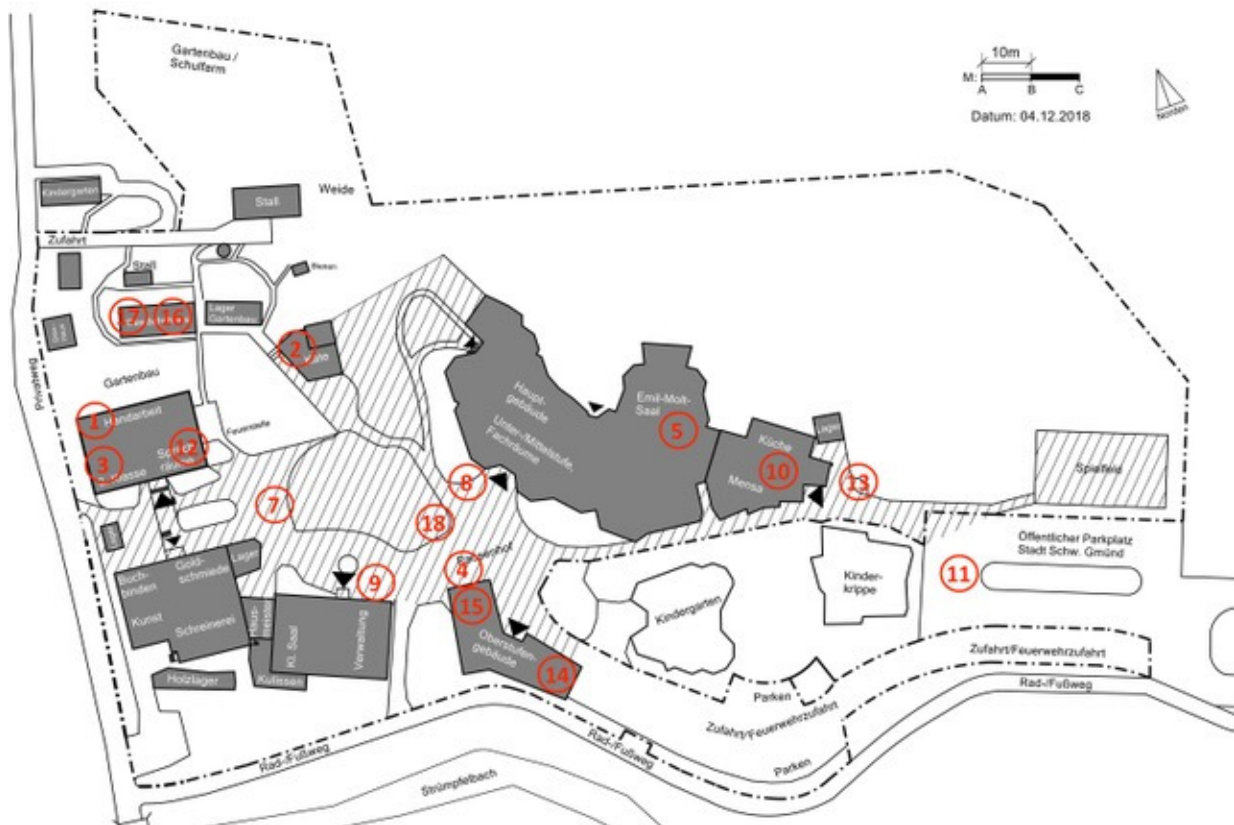 Gartenbau /
Schulfarm
10m
M:
A
B
C
Datum: 04.12.2018
Norden
Kindergarten
Weide
Stall
Zufahrt
Stall
Bienen
17
16
Lager
Gartenbau
2
Privatweg
Gartenbau
1
Handarbeit
3
12
Feuerstelle
Haupt-
gebäude
Unter-/Mittelstufe,
Fachräume
Emil-Molt-
Saal
5
Küche
Mensa
10
Lager
13
Spielfeld
7
8
18
4
9
15
Öffentlicher Parkplatz
Stadt Schw. Gmünd
11
Buch-
binden
Gold-
schmiede
Lager
Kunst
Schreinerei
Kl. Saal
Verwaltung
Holzlager
Kulissen
Oberstufen-
gebäude
14
Kindergarten
Kinder-
krippe
Zufahrt/Feuerwehrzufahrt
Rad-/Fußweg
Parken
Zufahrt/Feuerwehrzufahrt
Parken
Rad-/Fußweg
Rad-/Fußweg
Strümpfelbach